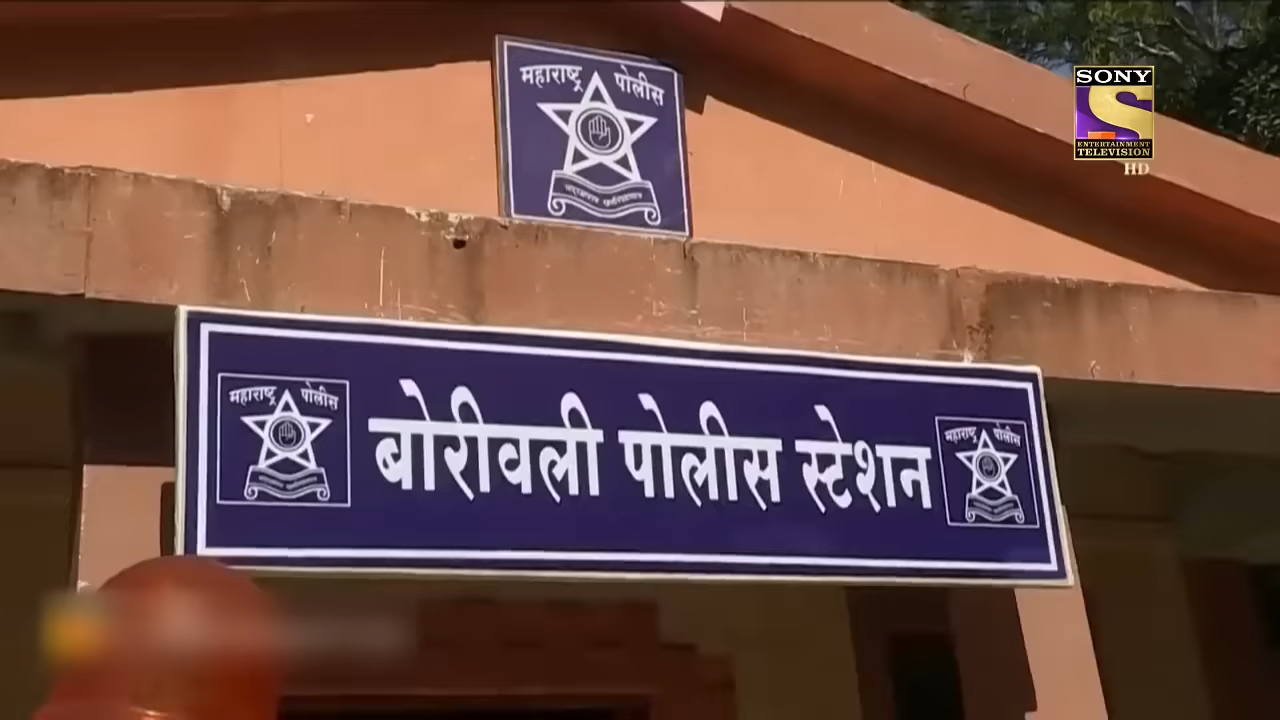 महाराष्ट्र पोलीस
SONY
ENTERTAINMENT
TELEVISION
HD
महाराष्ट्र पोलीस
बोरीवली पोलीस स्टेशन
महाराष्ट्र पोलीस